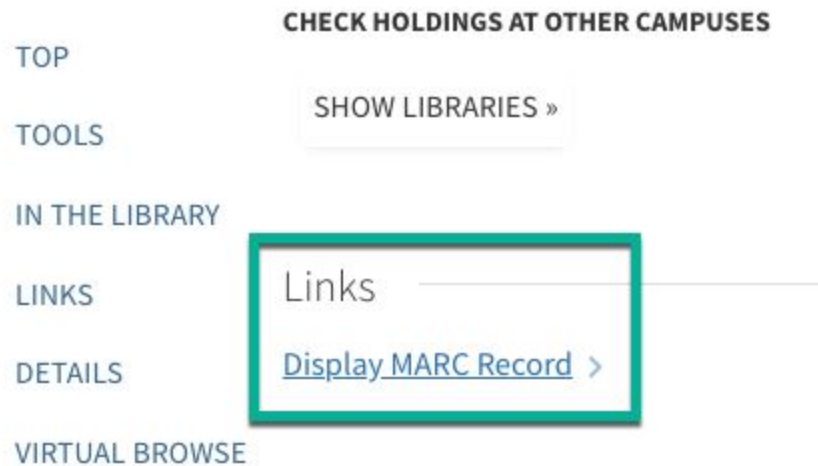 CHECK HOLDINGS AT OTHER CAMPUSES
TOP
SHOW LIBRARIES »
TOOLS
IN THE LIBRARY
Links
LINKS
Display MARC Record >
DETAILS
VIRTUAL BROWSE